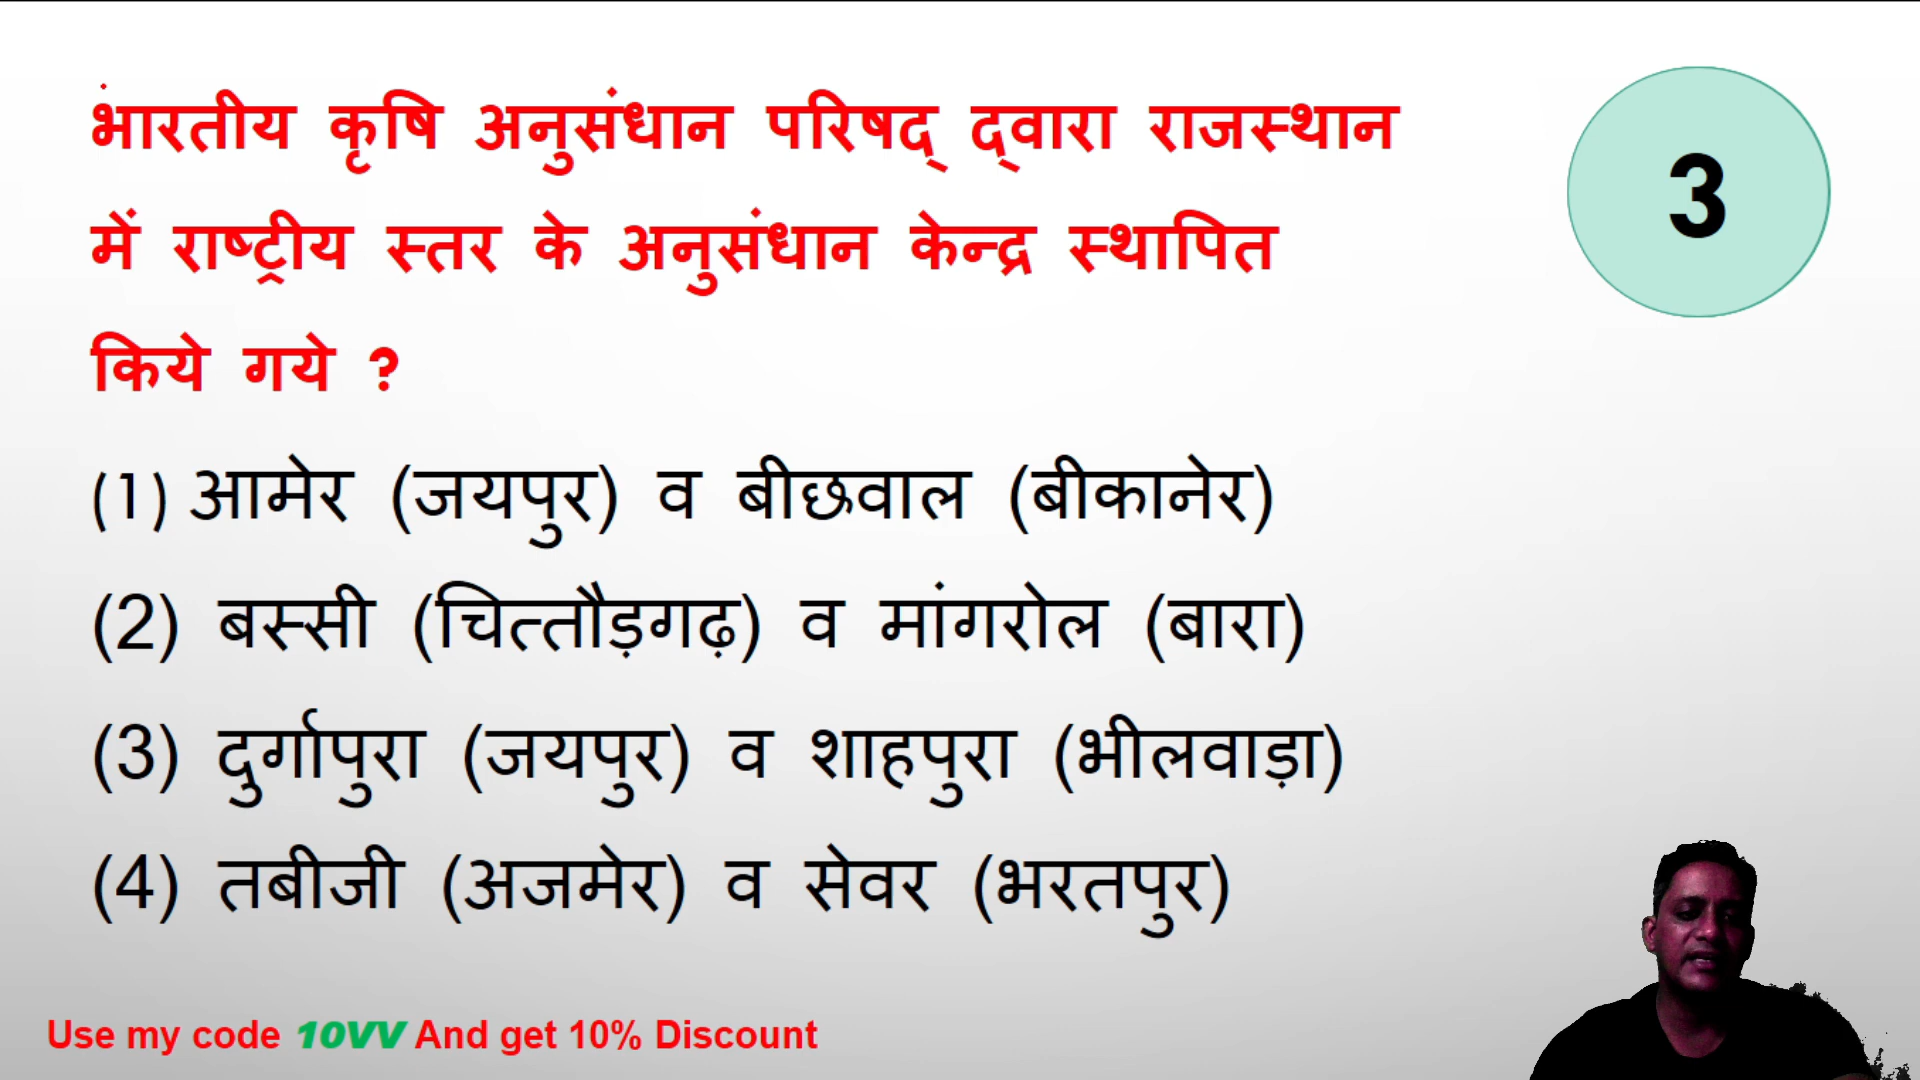 भारतीय कृषि अनुसंधान परिषद् द्वारा राजस्थान
में राष्ट्रीय स्तर के अनुसंधान केन्द्र स्थापित
किये गये ?
3
(1) आमेर (जयपुर) व बीछवाल (बीकानेर)
(2) बस्सी (चित्तौड़गढ़) व मांगरोल (बारा)
(3) दुर्गापुरा (जयपुर) व शाहपुरा (भीलवाड़ा)
(4) तबीजी (अजमेर) व सेवर (भरतपुर)
Use my code 10VV And get 10% Discount